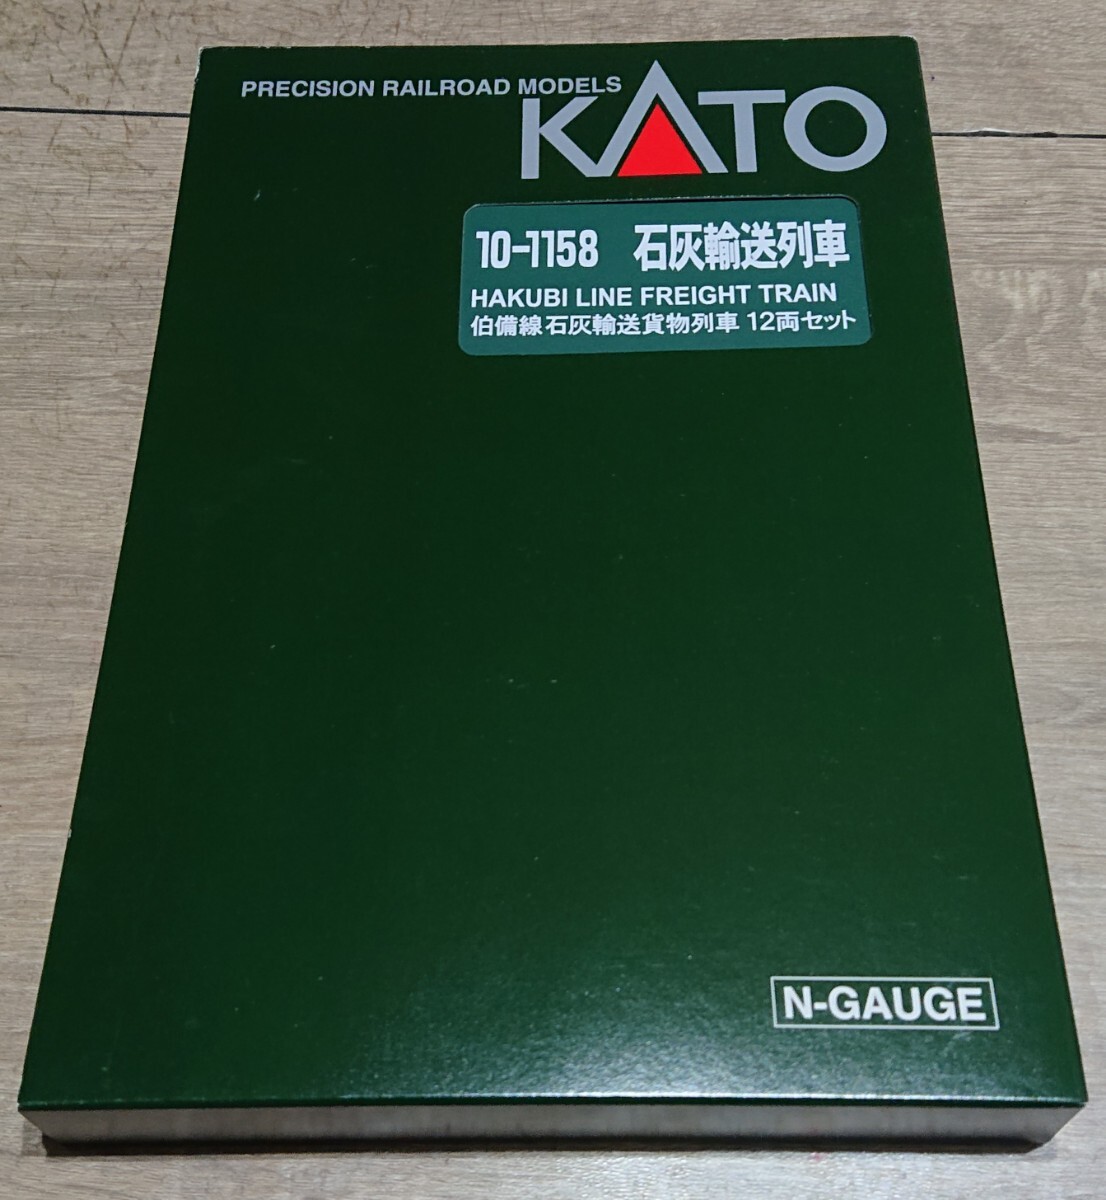 PRECISION RAILROAD MODELS
KATO
10-1158 石灰輸送列車
HAKUBI LINE FREIGHT TRAIN
伯備線石灰輸送貨物列車 12両セット
N-GAUGE